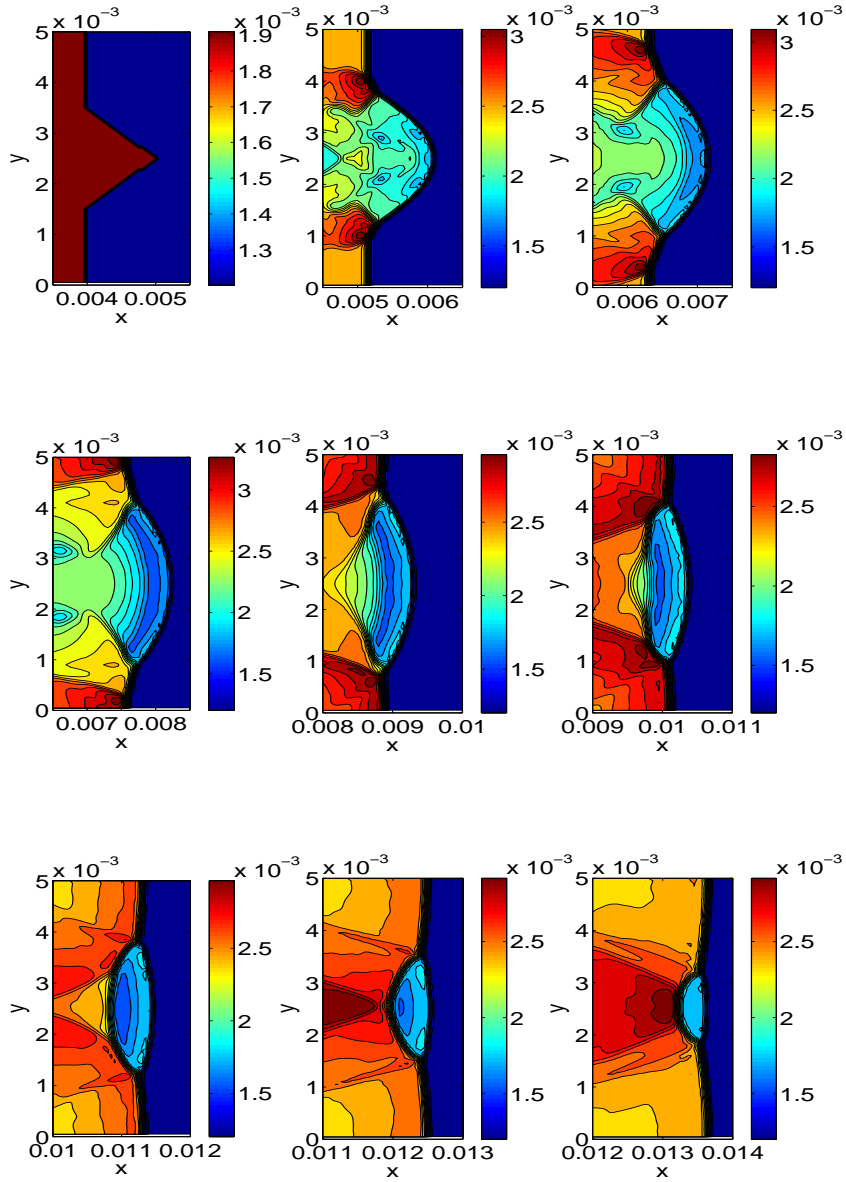 x 10⁻³ x 10⁻³
5 4 3 2 1 0
y
0.004 0.005
x
1.9 1.8 1.7 1.6 1.5 1.4 1.3
x 10⁻³ x 10⁻³
5 4 3 2 1 0
y
0.005 0.006
x
3 2.5 2 1.5
x 10⁻³ x 10⁻³
5 4 3 2 1 0
y
0.006 0.007
x
3 2.5 2 1.5
x 10⁻³ x 10⁻³
5 4 3 2 1 0
y
0.007 0.008
x
3 2.5 2 1.5
x 10⁻³ x 10⁻³
5 4 3 2 1 0
y
0.008 0.009 0.01
x
2.5 2 1.5
x 10⁻³ x 10⁻³
5 4 3 2 1 0
y
0.009 0.01 0.011
x
2.5 2 1.5
x 10⁻³ x 10⁻³
5 4 3 2 1 0
y
0.01 0.011 0.012
x
2.5 2 1.5
x 10⁻³ x 10⁻³
5 4 3 2 1 0
y
0.011 0.012 0.013
x
2.5 2 1.5
x 10⁻³ x 10⁻³
5 4 3 2 1 0
y
0.012 0.013 0.014
x
2.5 2 1.5